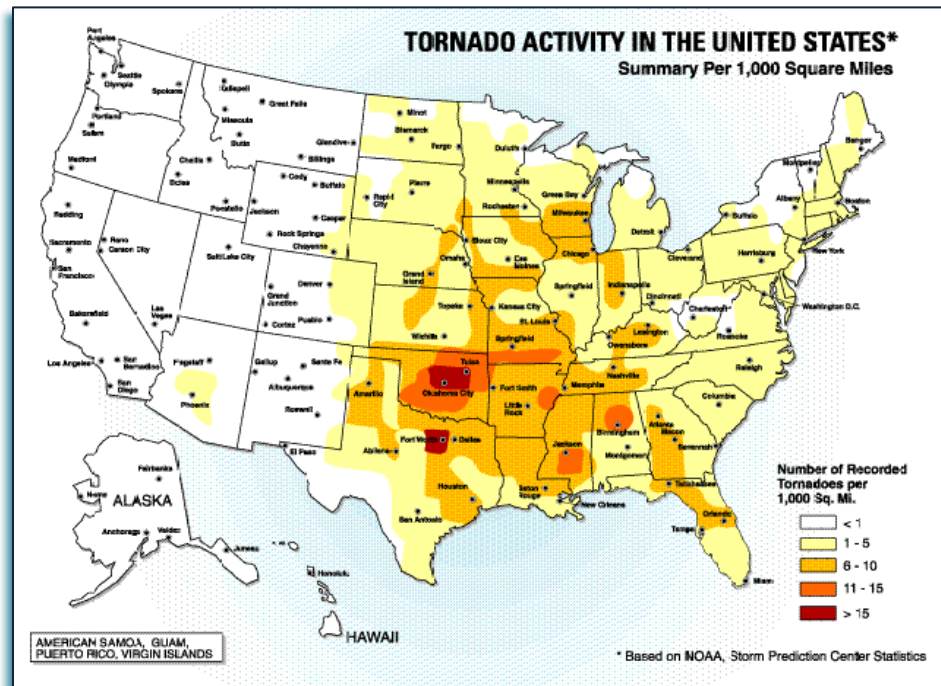 TORNADO ACTIVITY IN THE UNITED STATES*
Summary Per 1,000 Square Miles
Port Angeles
Seattle
Olympia
Spokane
Kalispell
Great Falls
Missoula
Butte
Glendive
Billings
Portland
Salem
Medford
Challis
Boise
Pocatello
Cody
Buffalo
Jackson
Casper
Rock Springs
Cheyenne
Minot
Bismarck
Fargo
Pierre
Rapid City
Duluth
Minneapolis
Rochester
Green Bay
Milwaukee
Sioux City
Omaha
Des Moines
Grand Island
Chicago
Detroit
Cleveland
Buffalo
Albany
Montpelier
Bangor
Boston
New York
Harrisburg
Washington D.C.
Redding
Reno
Carson City
Sacramento
San Francisco
Salt Lake City
Grand Junction
Denver
Pueblo
Cortez
Topeka
Kansas City
Springfield
Indianapolis
Cincinnati
Charleston
Roanoke
St. Louis
Lexington
Owensboro
Wichita
Springfield
Las Vegas
Bakersfield
Los Angeles
San Bernardino
San Diego
Flagstaff
Phoenix
Gallup
Santa Fe
Albuquerque
Roswell
El Paso
Amarillo
Tulsa
Oklahoma City
Fort Smith
Little Rock
Memphis
Nashville
Raleigh
Columbia
Atlanta
Macon
Savannah
Birmingham
Montgomery
Jackson
Fort Worth
Dallas
Abilene
Houston
San Antonio
Baton Rouge
New Orleans
Tallahassee
Orlando
Tampa
Miami
Fairbanks
Nome
ALASKA
Anchorage
Valdez
Juneau
Honolulu
HAWAII
Number of Recorded
Tornadoes per
1,000 Sq. Mi.
< 1
1 - 5
6 - 10
11 - 15
> 15
AMERICAN SAMOA, GUAM,
PUERTO RICO, VIRGIN ISLANDS
* Based on NOAA, Storm Prediction Center Statistics